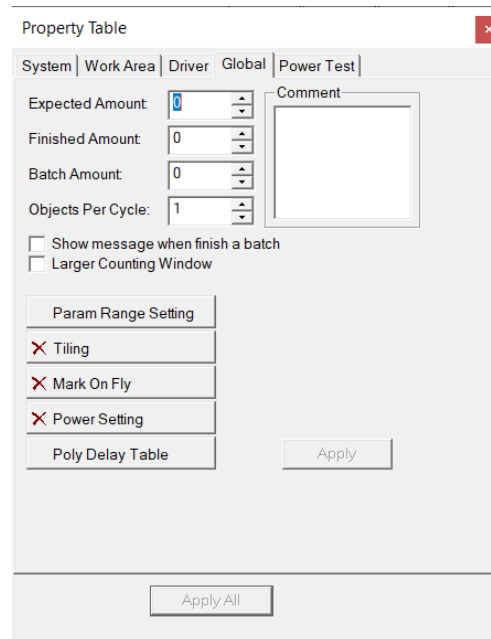 Property Table
System Work Area Driver Global Power Test
Expected Amount: 0
Comment
Finished Amount: 0
Batch Amount: 0
Objects Per Cycle: 1
Show message when finish a batch
Larger Counting Window
Param Range Setting
Tiling
Mark On Fly
Power Setting
Poly Delay Table
Apply
Apply All